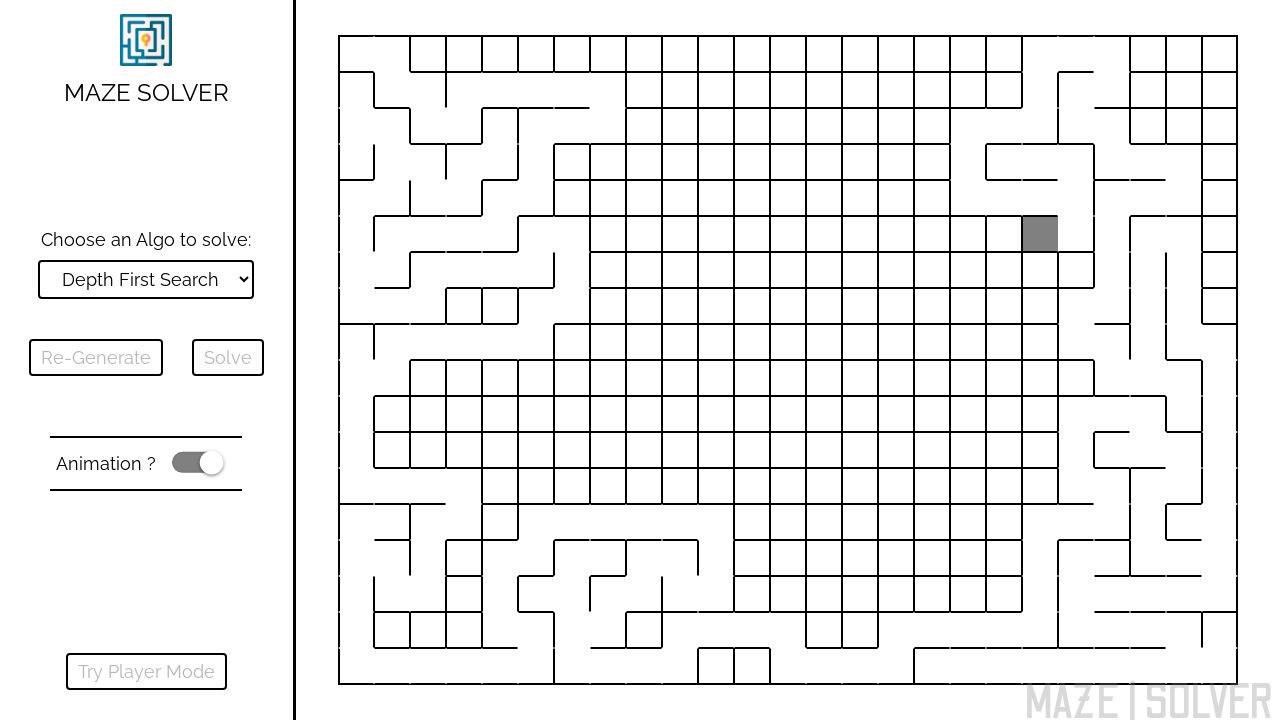 MAZE SOLVER
Choose an Algo to solve:
Depth First Search
Re-Generate
Solve
Animation ?
Try Player Mode
MAZE | SOLVER